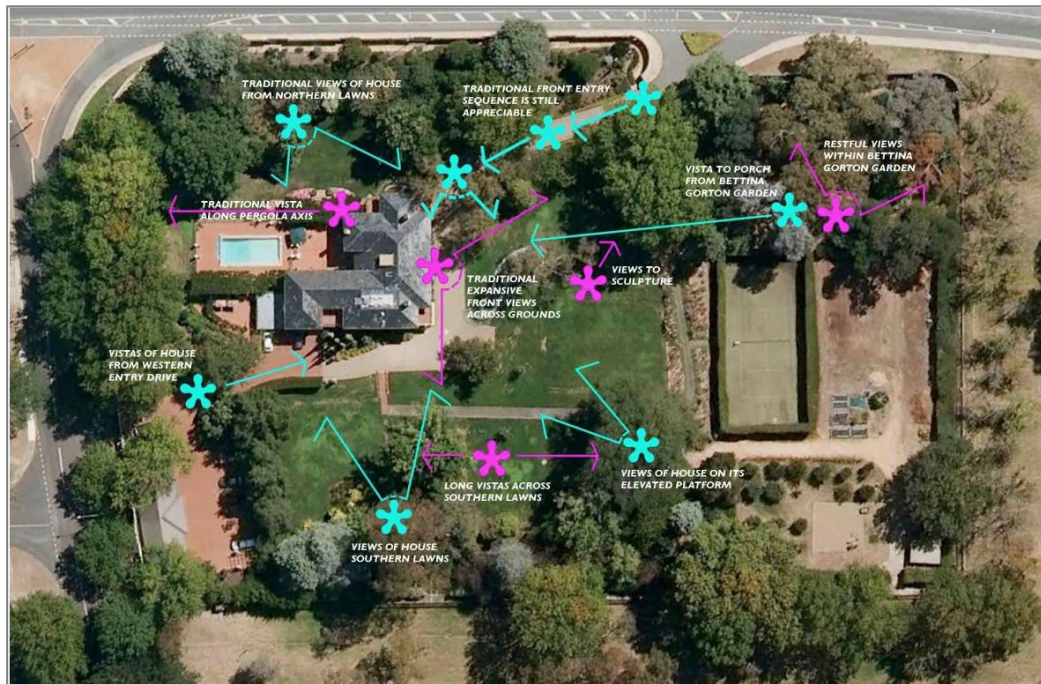 TRADITIONAL VIEWS OF HOUSE
FROM NORTHERN LAWNS
TRADITIONAL FRONT ENTRY
SEQUENCE IS STILL
APPRECIABLE
RESTFUL VIEWS
WITHIN BETTINA
GORTON GARDEN
VISTA TO PORCH
FROM BETTINA
GORTON GARDEN
TRADITIONAL VISTA
ALONG PERGOLA AXIS
VIEWS TO
SCULPTURE
TRADITIONAL
EXPANSIVE
FRONT VIEWS
ACROSS GROUNDS
VISTAS OF HOUSE
FROM WESTERN
ENTRY DRIVE
VIEWS OF HOUSE ON ITS
ELEVATED PLATFORM
LONG VISTAS ACROSS
SOUTHERN LAWNS
VIEWS OF HOUSE
SOUTHERN LAWNS